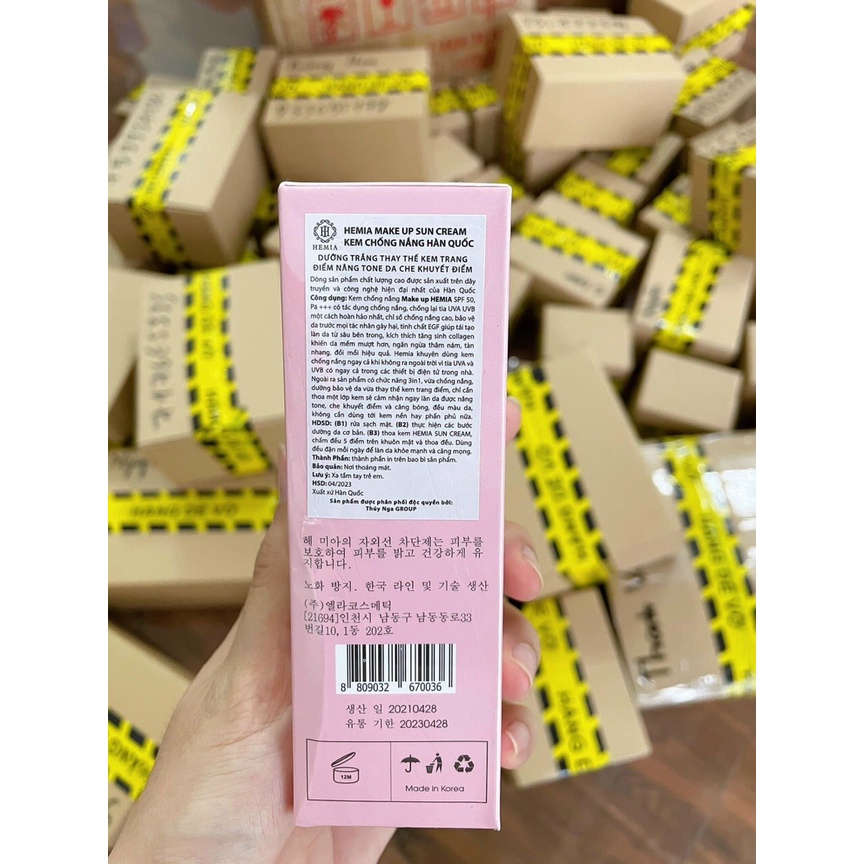 HEMIA
HEMIA MAKE UP SUN CREAM
KEM CHỐNG NẮNG HÀN QUỐC
DƯỠNG TRẮNG THAY THẾ KEM TRANG
ĐIỂM NÂNG TONE DA CHE KHUYẾT ĐIỂM
Dòng sản phẩm chất lượng cao được sản xuất trên dây
truyền và công nghệ hiện đại nhất của Hàn Quốc
Công dụng: Kem chống nắng Make up HEMIA SPF 50,
Pa +++ có tác dụng chống nắng, chống lại tia UVA UVB
một cách hoàn hảo nhất, chỉ số chống nắng cao, bảo vệ
da trước mọi tác nhân gây hại, tinh chất EGF giúp tái tạo
làn da từ sâu bên trong, kích thích tăng sinh collagen
khiến da mềm mượt hơn, ngăn ngừa thâm nám, tàn
nhang, đồi mồi hiệu quả. Hemia khuyên dùng kem
chống nắng ngay cả khi không ra ngoài trời vì tia UVA và
UVB có ngay cả trong các thiết bị điện tử trong nhà.
Ngoài ra sản phẩm có chức năng 3in1, vừa chống nắng,
dưỡng bảo vệ da vừa thay thế kem trang điểm, chỉ cần
thoa một lớp kem sẽ cảm nhận ngay làn da được nâng
tone, che khuyết điểm và căng bóng, đều màu da,
không cần dùng tới kem nền hay phấn phủ nữa.
HDSD: (B1) rửa sạch mặt. (B2) thực hiện các bước
dưỡng da cơ bản. (B3) thoa kem HEMIA SUN CREAM,
chấm đều 5 điểm trên khuôn mặt và thoa đều. Dùng
đều đặn mỗi ngày để làn da khỏe mạnh và căng mọng.
Thành Phần: thành phần in trên bao bì sản phẩm.
Bảo quản: Nơi thoáng mát.
Lưu ý: Xa tầm tay trẻ em.
HSD: 04/2023
Xuất xứ Hàn Quốc
Sản phẩm được phân phối độc quyền bởi:
Thúy Nga GROUP
헤 미아의 자외선 차단제는 피부를
보호하여 피부를 밝고 건강하게 유
지합니다.
노화 방지. 한국 라인 및 기술 생산
(주)엘라코스메틱
[21694]인천시 남동구 남동동로33
번길10, 1동 202호
8 809032 670036
생산 일 20210428
유통 기한 20230428
12M
Made in Korea
HANG DE VO
Thanh